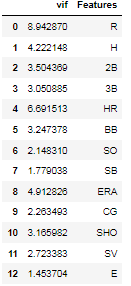 vif Features
0 8.942870 R
1 4.222148 H
2 3.504369 2B
3 3.050885 3B
4 6.691513 HR
5 3.247378 BB
6 2.148310 SO
7 1.779038 SB
8 4.912826 ERA
9 2.263493 CG
10 3.165982 SHO
11 2.723383 SV
12 1.453704 E